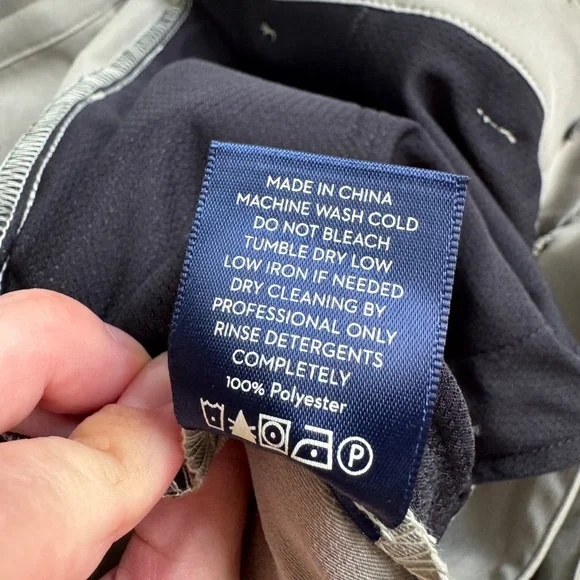 MADE IN CHINA
MACHINE WASH COLD
DO NOT BLEACH
TUMBLE DRY LOW
LOW IRON IF NEEDED
DRY CLEANING BY
PROFESSIONAL ONLY
RINSE DETERGENTS
COMPLETELY
100% Polyester
P